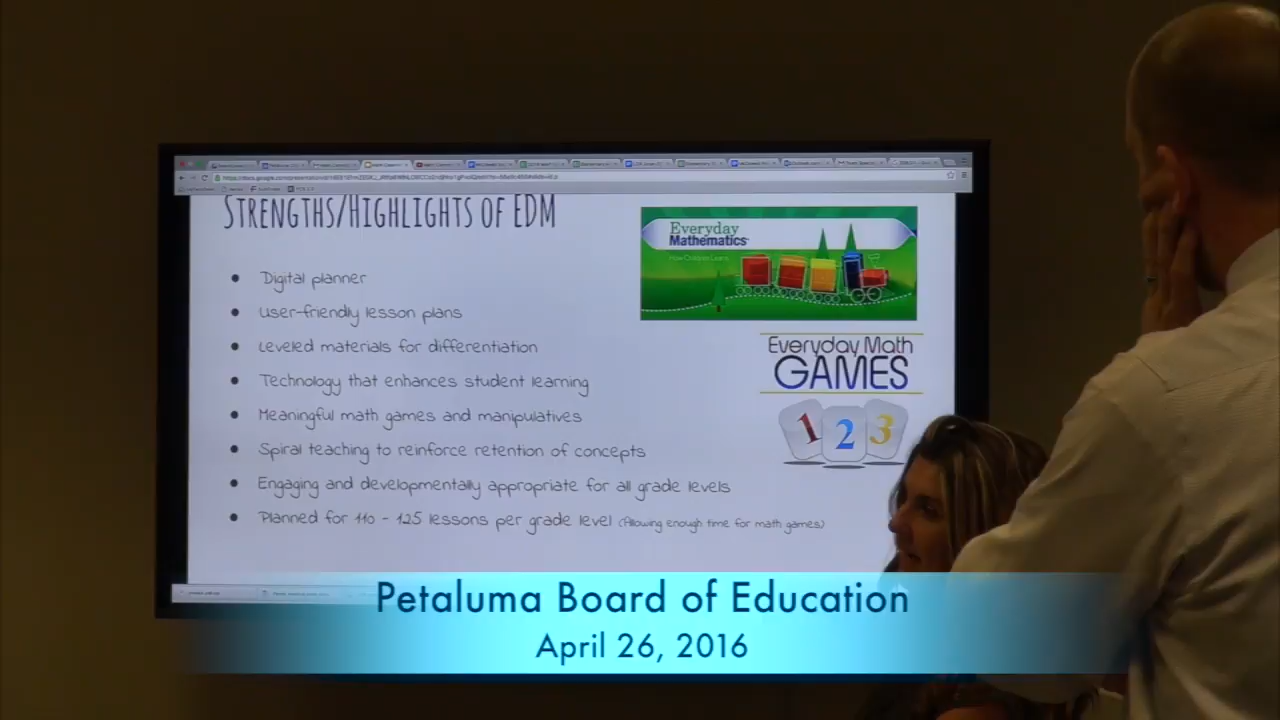 STRENGTHS/HIGHLIGHTS OF EDM
Everyday
Mathematics
How Children Learn
• Digital planner
• User-friendly lesson plans
• Leveled materials for differentiation
• Technology that enhances student learning
• Meaningful math games and manipulatives
• Spiral teaching to reinforce retention of concepts
• Engaging and developmentally appropriate for all grade levels
• Planned for 110 - 125 lessons per grade level (Allowing enough time for math games)
Everyday Math
GAMES
1 2 3
Petaluma Board of Education
April 26, 2016